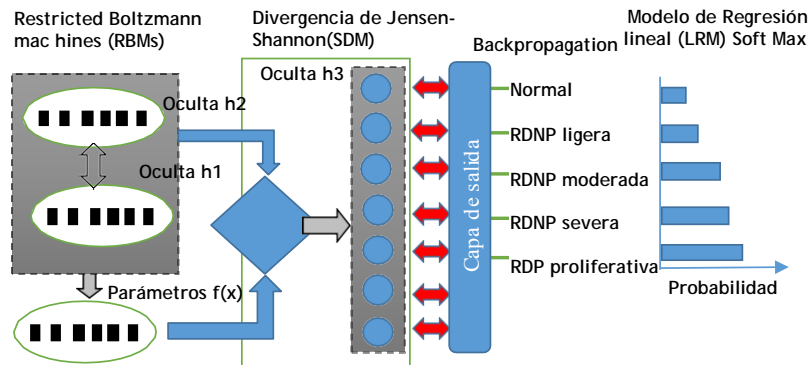 Restricted Boltzmann
mac hines (RBMs)
Divergencia de Jensen-
Shannon(SDM)
Backpropagation
Modelo de Regresión
lineal (LRM) Soft Max
Oculta h2
Oculta h1
Parámetros f(x)
Oculta h3
Capa de salida
Normal
RDNP ligera
RDNP moderada
RDNP severa
RDP proliferativa
Probabilidad